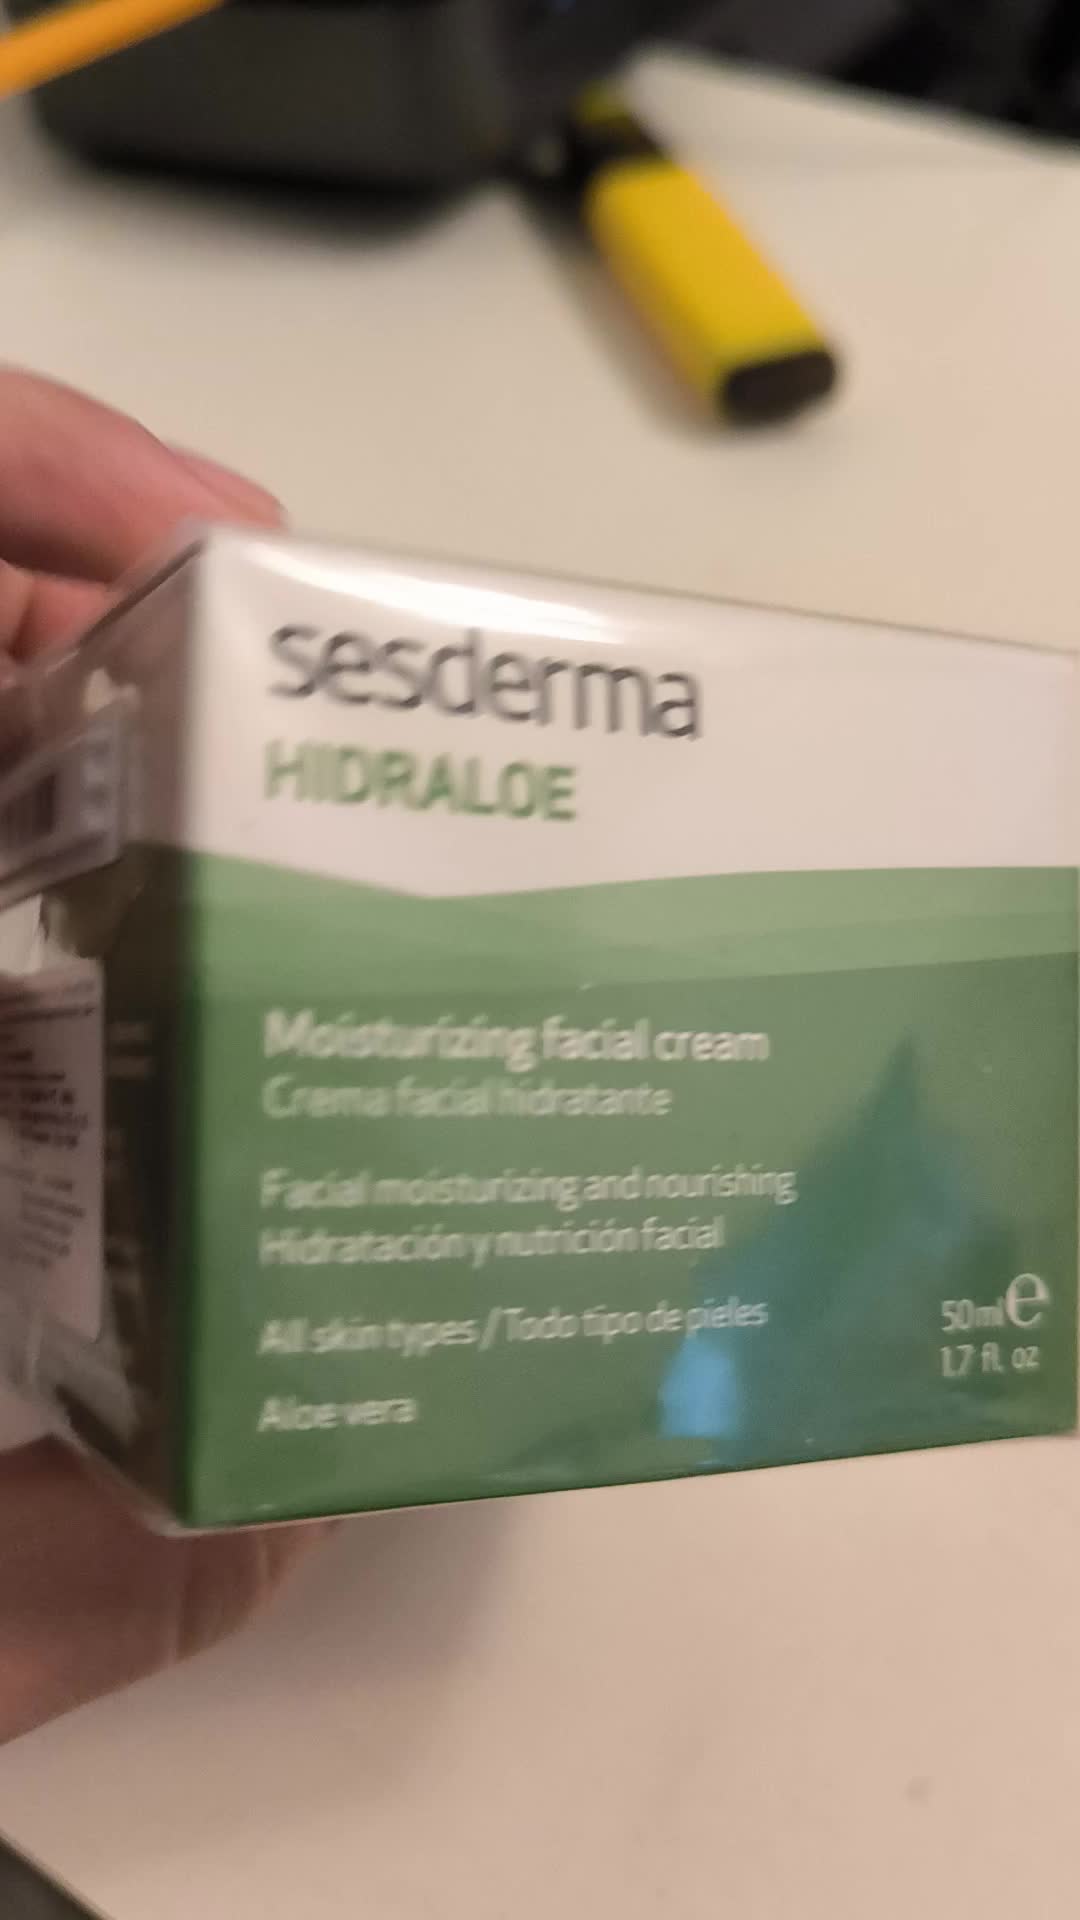 sesderma
HIDRALOE
Moisturizing facial cream
Crema facial hidratante
Facial moisturizing and nourishing
Hidratación y nutrición facial
All skin types / Todo tipo de pieles
Aloe vera
50ml e
1.7 fl. oz